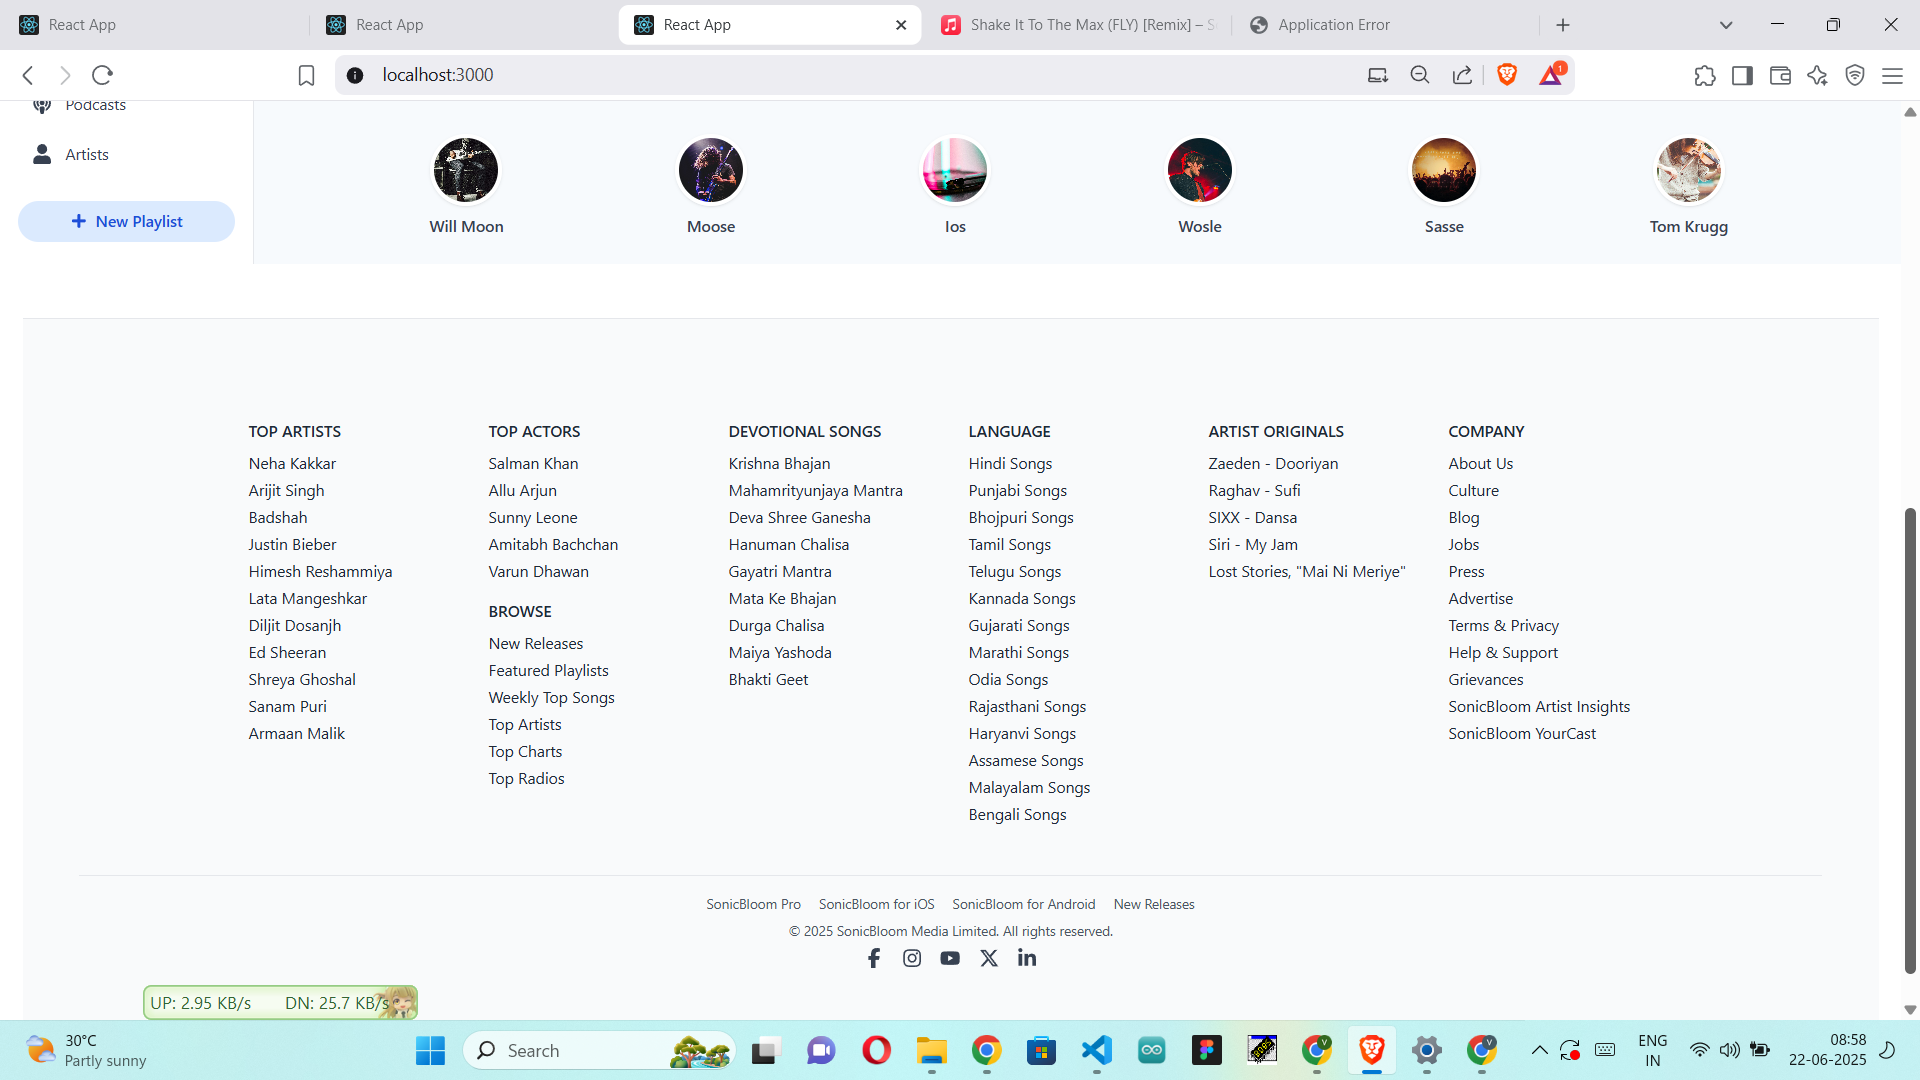 React App
React App
React App
Shake It To The Max (FLY) [Remix] – S
Application Error
localhost:3000
1
Podcasts
Artists
New Playlist
Will Moon
Moose
Ios
Wosle
Sasse
Tom Krugg
TOP ARTISTS
Neha Kakkar
Arijit Singh
Badshah
Justin Bieber
Himesh Reshammiya
Lata Mangeshkar
Diljit Dosanjh
Ed Sheeran
Shreya Ghoshal
Sanam Puri
Armaan Malik
TOP ACTORS
Salman Khan
Allu Arjun
Sunny Leone
Amitabh Bachchan
Varun Dhawan
BROWSE
New Releases
Featured Playlists
Weekly Top Songs
Top Artists
Top Charts
Top Radios
DEVOTIONAL SONGS
Krishna Bhajan
Mahamrityunjaya Mantra
Deva Shree Ganesha
Hanuman Chalisa
Gayatri Mantra
Mata Ke Bhajan
Durga Chalisa
Maiya Yashoda
Bhakti Geet
LANGUAGE
Hindi Songs
Punjabi Songs
Bhojpuri Songs
Tamil Songs
Telugu Songs
Kannada Songs
Gujarati Songs
Marathi Songs
Odia Songs
Rajasthani Songs
Haryanvi Songs
Assamese Songs
Malayalam Songs
Bengali Songs
ARTIST ORIGINALS
Zaeden - Dooriyan
Raghav - Sufi
SIXX - Dansa
Siri - My Jam
Lost Stories, "Mai Ni Meriye"
COMPANY
About Us
Culture
Blog
Jobs
Press
Advertise
Terms & Privacy
Help & Support
Grievances
SonicBloom Artist Insights
SonicBloom YourCast
SonicBloom Pro SonicBloom for iOS SonicBloom for Android New Releases
© 2025 SonicBloom Media Limited. All rights reserved.
UP: 2.95 KB/s DN: 25.7 KB/s
30°C
Partly sunny
Search
ENG
IN
08:58
22-06-2025